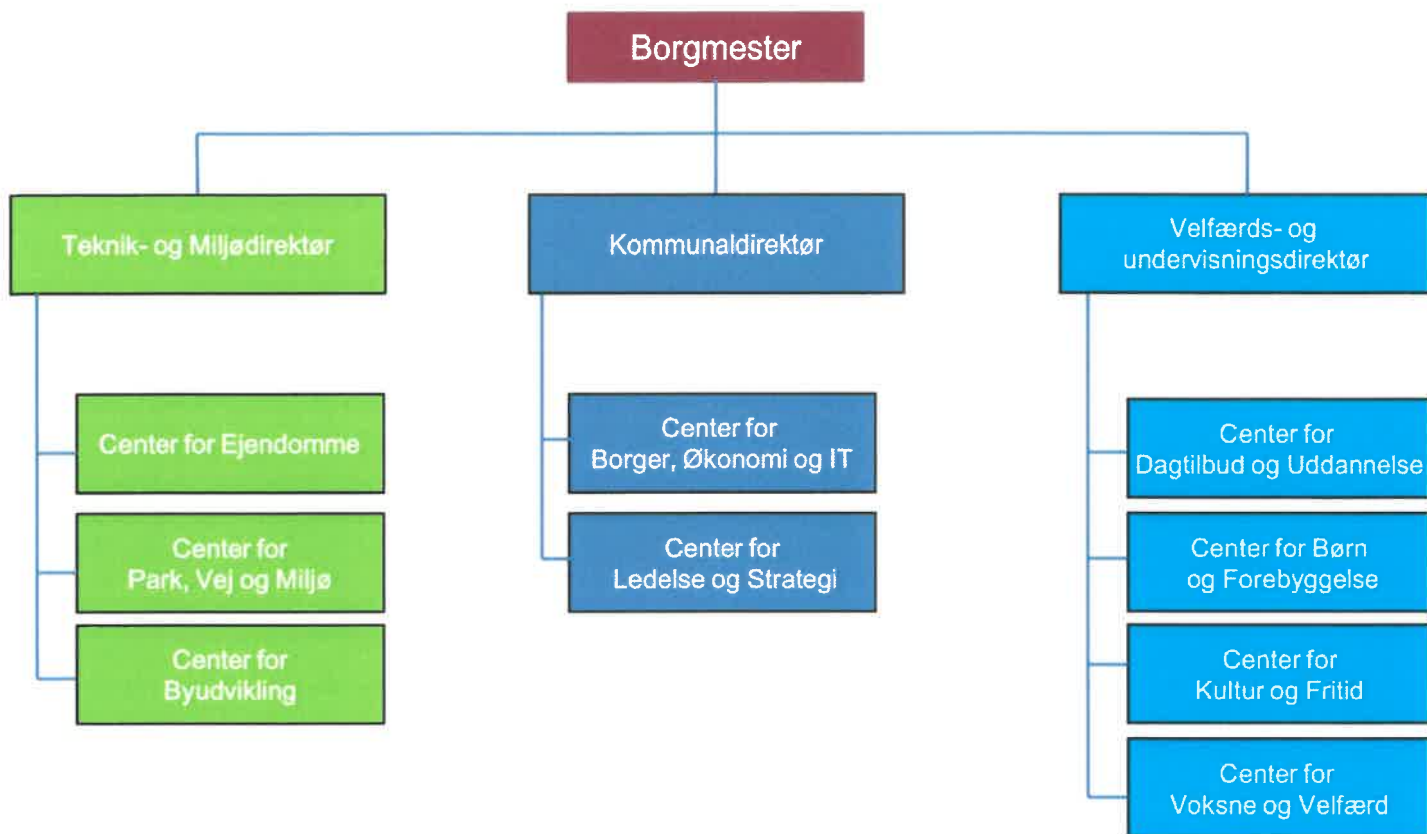 Borgmester
Teknik- og Miljødirektør
Center for Ejendomme
Center for
Park, Vej og Miljø
Center for
Byudvikling
Kommunaldirektør
Center for
Borger, Økonomi og IT
Center for
Ledelse og Strategi
Velfærds- og
undervisningsdirektør
Center for
Dagtilbud og Uddannelse
Center for Børn
og Forebyggelse
Center for
Kultur og Fritid
Center for
Voksne og Velfærd